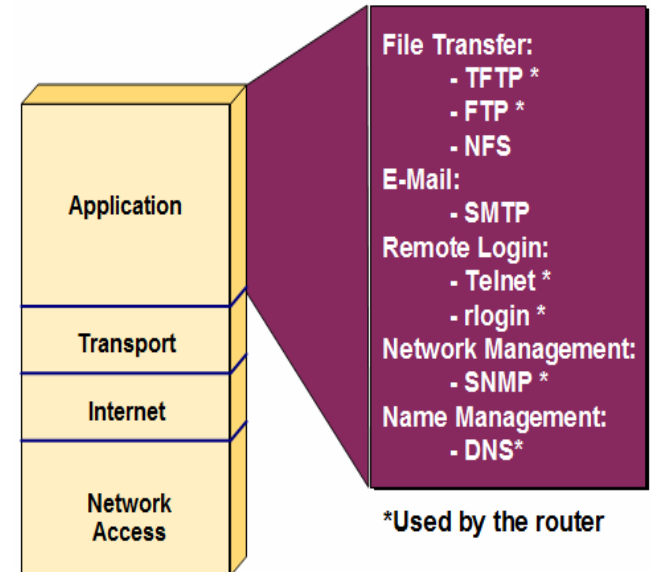 Application
Transport
Internet
Network
Access
File Transfer:
- TFTP *
- FTP *
- NFS
E-Mail:
- SMTP
Remote Login:
- Telnet *
- rlogin *
Network Management:
- SNMP *
Name Management:
- DNS*
*Used by the router